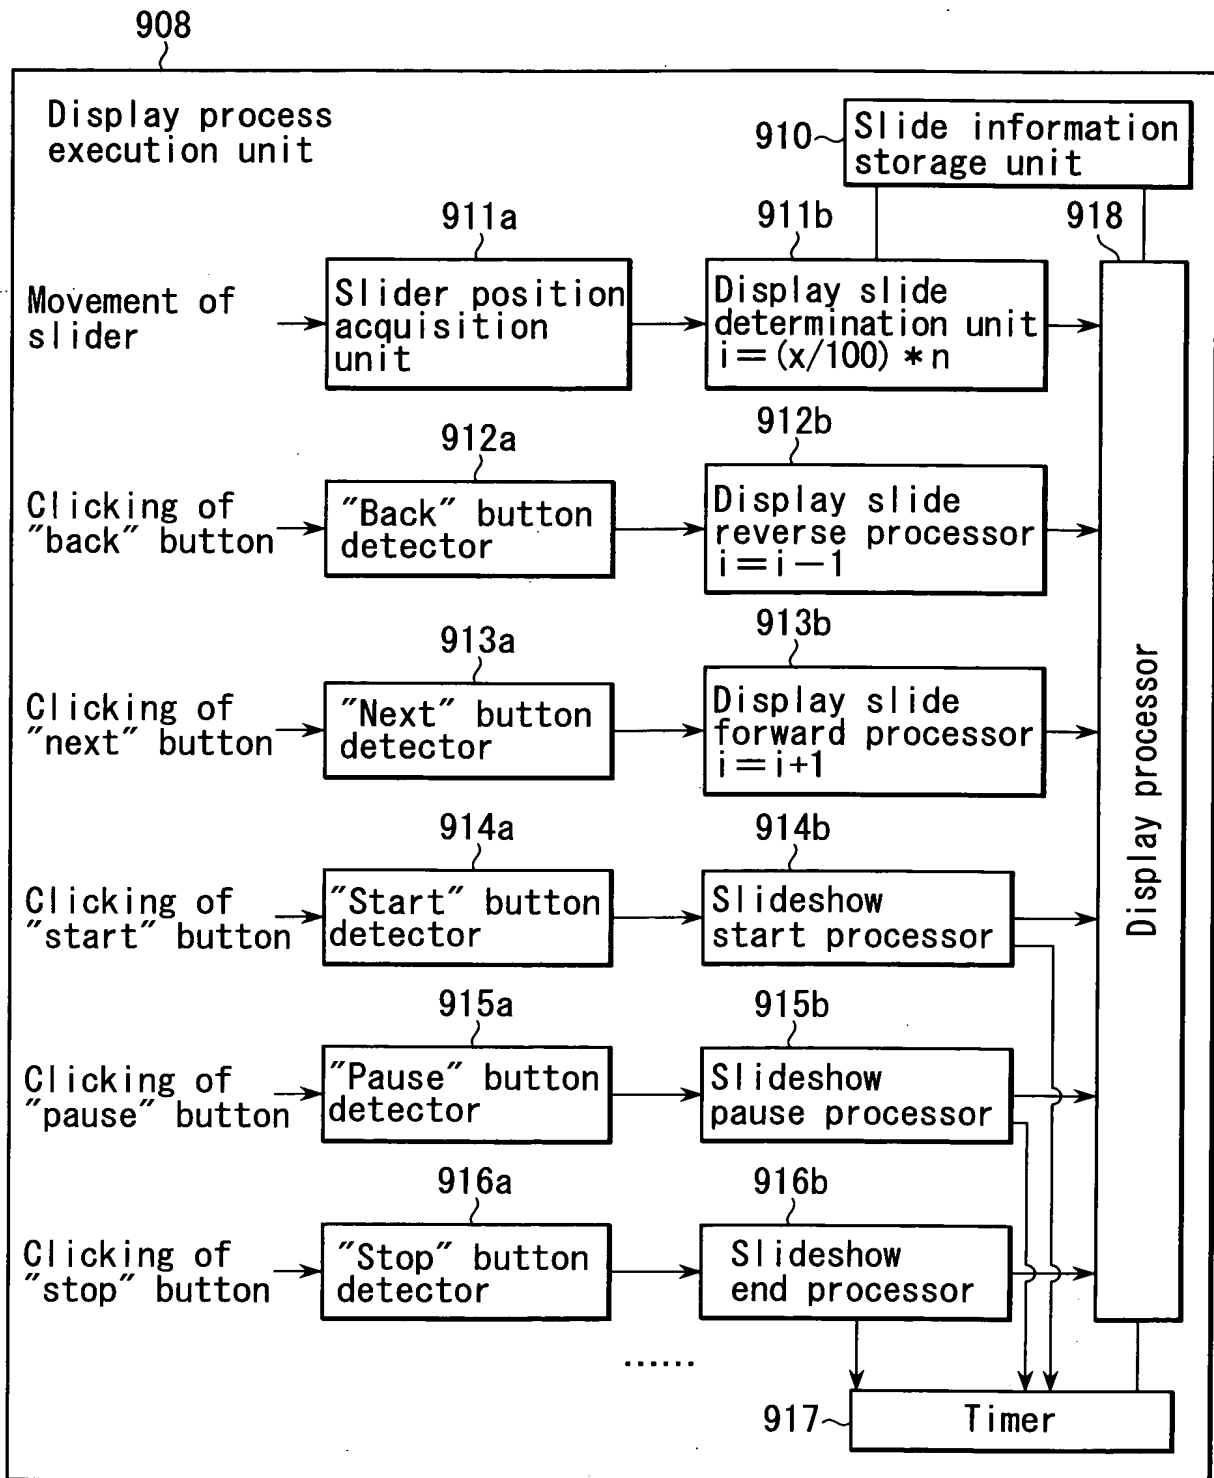 908
Display process
execution unit
910
Slide information
storage unit
911a
911b
918
Movement of
slider
Slider position
acquisition
unit
Display slide
determination unit
i=(x/100)*n
912a
912b
Clicking of
"back" button
"Back" button
detector
Display slide
reverse processor
i=i-1
913a
913b
Clicking of
"next" button
"Next" button
detector
Display slide
forward processor
i=i+1
Display processor
914a
914b
Clicking of
"start" button
"Start" button
detector
Slideshow
start processor
915a
915b
Clicking of
"pause" button
"Pause" button
detector
Slideshow
pause processor
916a
916b
Clicking of
"stop" button
"Stop" button
detector
Slideshow
end processor
......
917
Timer